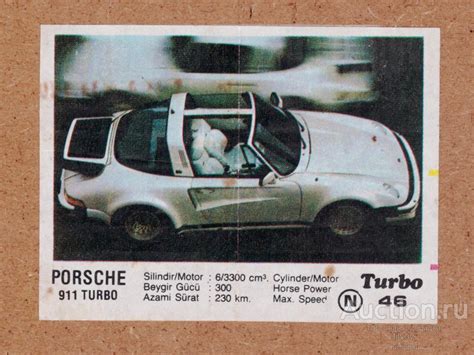 PORSCHE
911 TURBO
Silindir/Motor : 6/3300 cm³. Cylinder/Motor
Beygir Gücü : 300 Horse Power
Azami Sürat : 230 km. Max. Speed
Turbo
N 46
Auction.ru